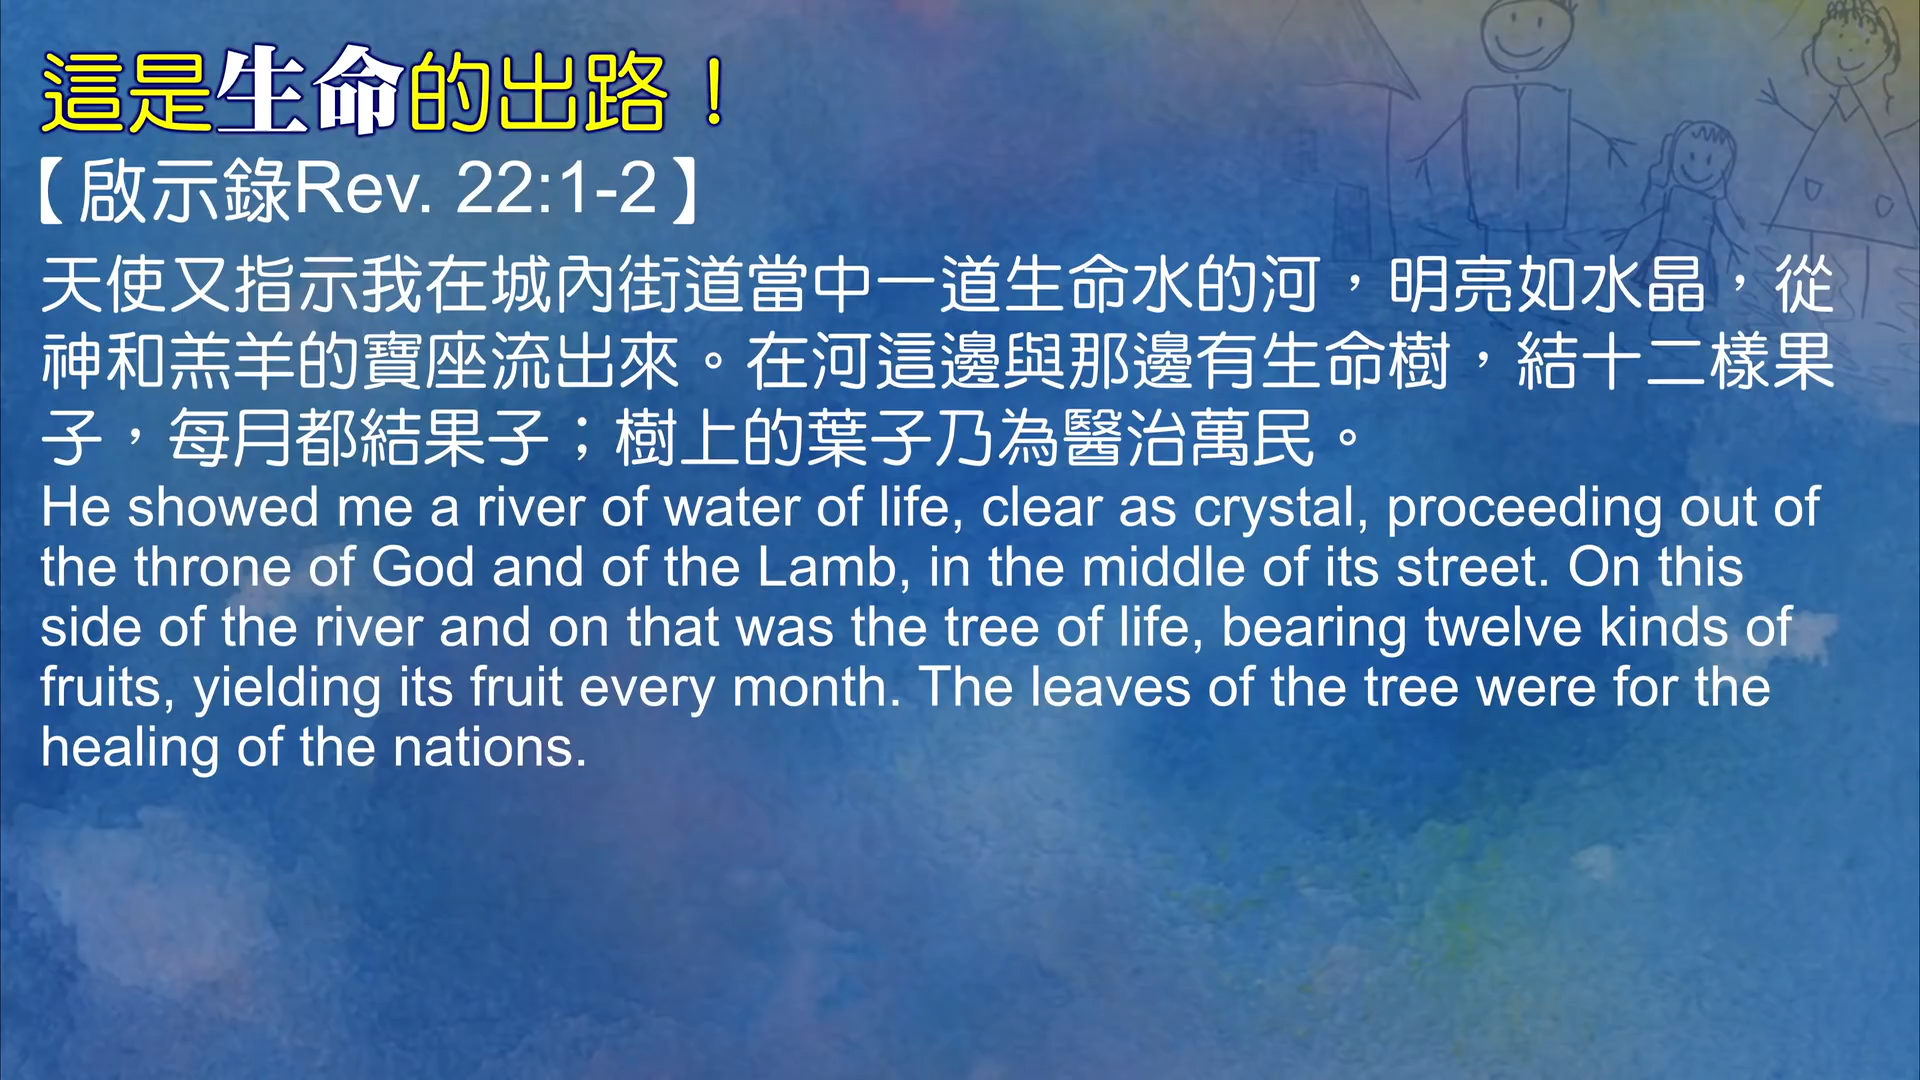 這是生命的出路！
【啟示錄Rev. 22:1-2】
天使又指示我在城內街道當中一道生命水的河，明亮如水晶，從
神和羔羊的寶座流出來。在河這邊與那邊有生命樹，結十二樣果
子，每月都結果子；樹上的葉子乃為醫治萬民。
He showed me a river of water of life, clear as crystal, proceeding out of
the throne of God and of the Lamb, in the middle of its street. On this
side of the river and on that was the tree of life, bearing twelve kinds of
fruits, yielding its fruit every month. The leaves of the tree were for the
healing of the nations.